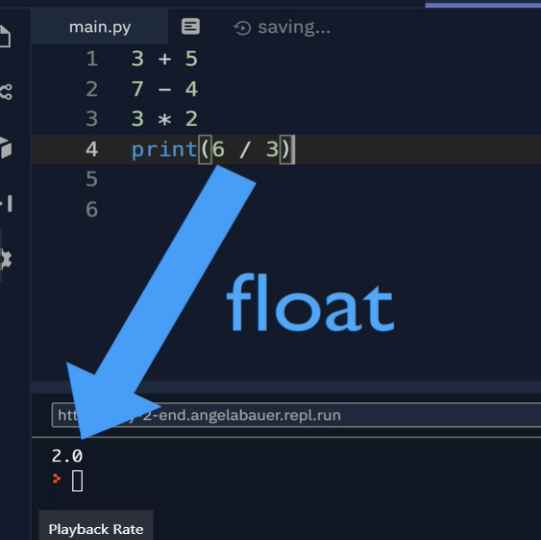 main.py saving...
1 3 + 5
2 7 - 4
3 3 * 2
4 print(6 / 3)
5
6
float
-2-end.angelabauer.repl.run
2.0
>
Playback Rate